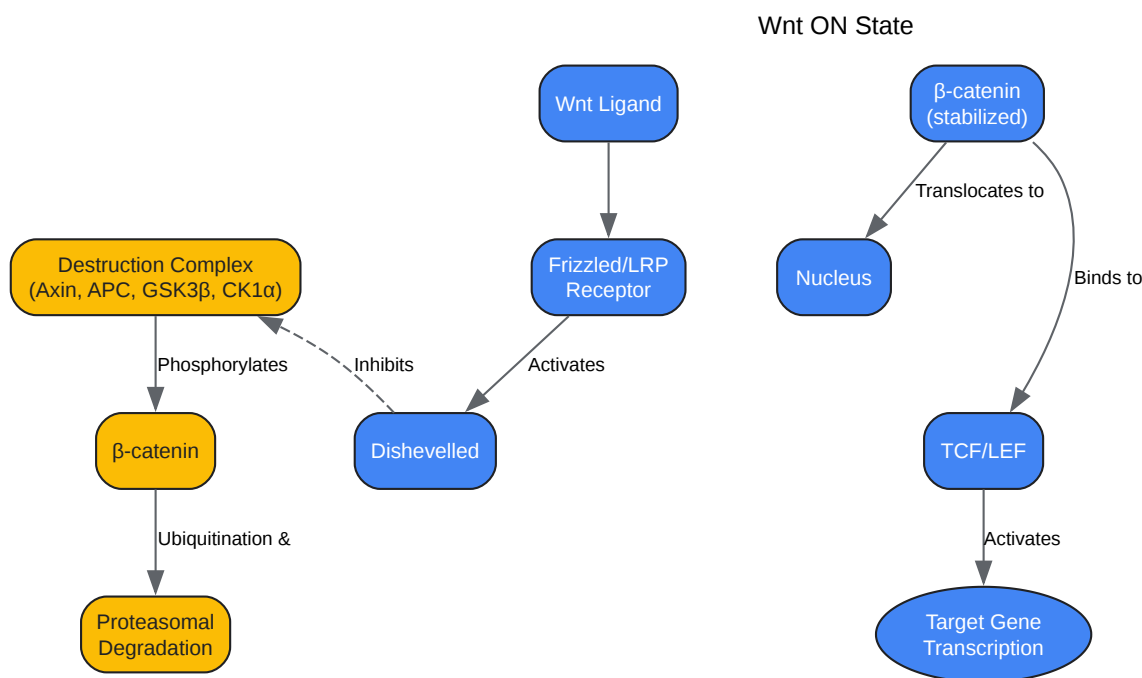 Wnt ON State
Wnt Ligand
β-catenin
(stabilized)
Translocates to
Destruction Complex
(Axin, APC, GSK3β, CK1α)
Frizzled/LRP
Receptor
Nucleus
Binds to
Phosphorylates
Inhibits
Activates
β-catenin
Dishevelled
TCF/LEF
Ubiquitination &
Activates
Proteasomal
Degradation
Target Gene
Transcription